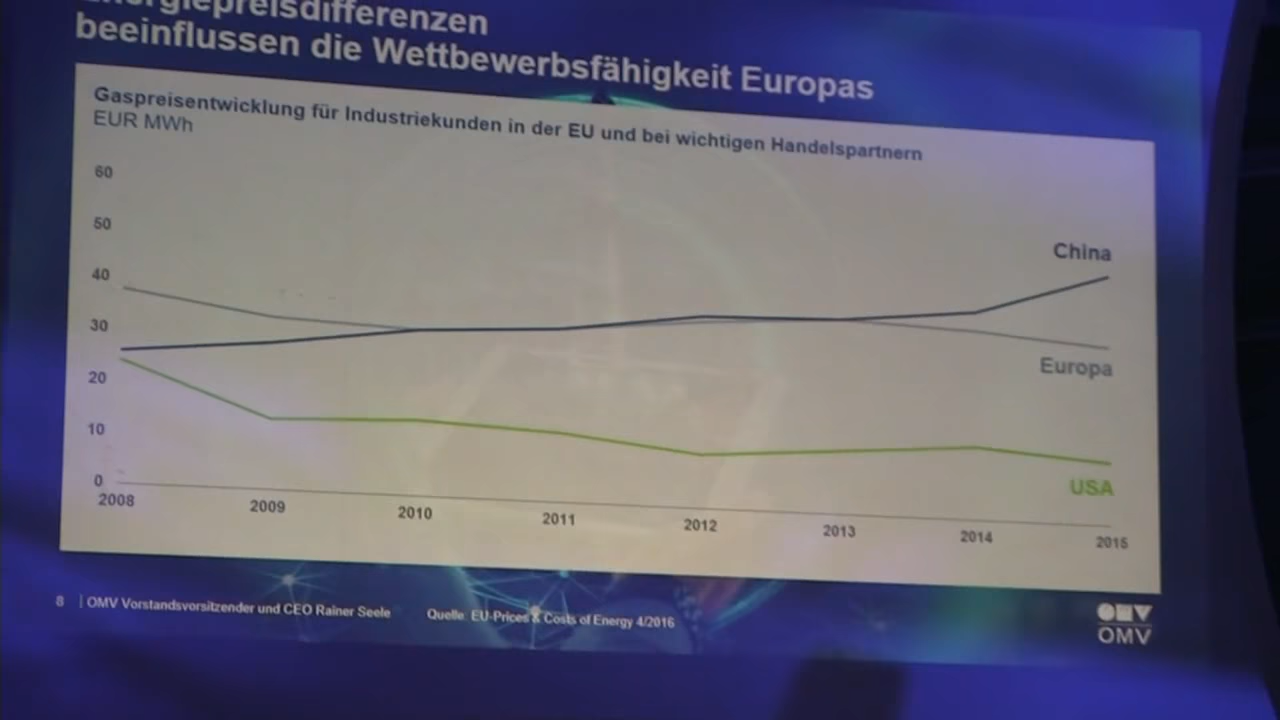 Energiepreisdifferenzen
beeinflussen die Wettbewerbsfähigkeit Europas
Gaspreisentwicklung für Industriekunden in der EU und bei wichtigen Handelspartnern
EUR MWh
60
50
40
30
20
10
0
China
Europa
USA
2008 2009 2010 2011 2012 2013 2014 2015
8 | OMV Vorstandsvorsitzender und CEO Rainer Seele Quelle: EU-Prices & Costs of Energy 4/2016
OMV
OMV